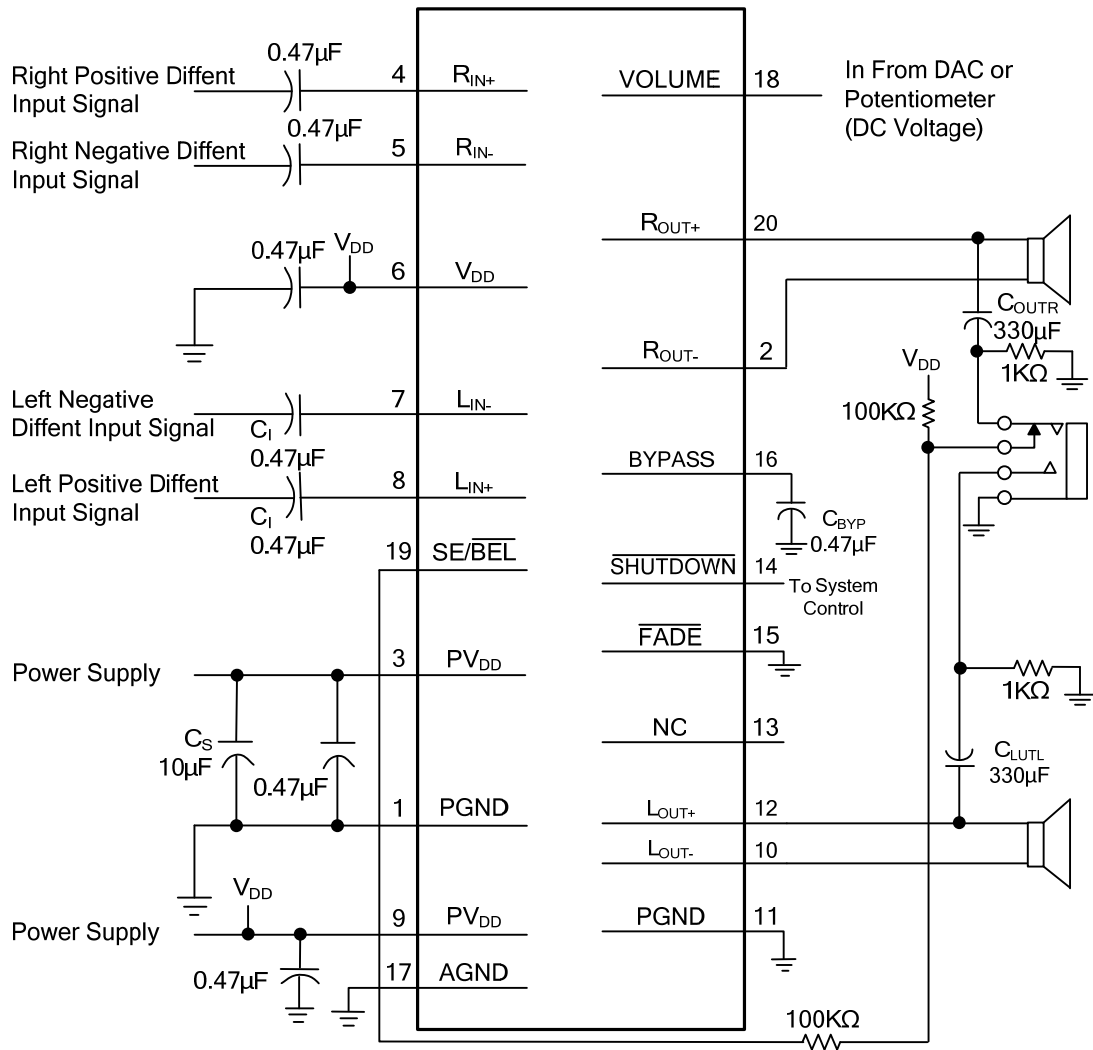 0.47µF
Right Positive Diffent
Input Signal
4
RIN+
0.47µF
Right Negative Diffent
Input Signal
5
RIN-
0.47µF
VDD
6
VDD
Left Negative
Diffent Input Signal
CI
0.47µF
7
LIN-
Left Positive Diffent
Input Signal
CI
0.47µF
8
LIN+
19
SE/BEL
Power Supply
3
PVDD
CS
10µF
0.47µF
1
PGND
VDD
Power Supply
9
PVDD
0.47µF
17
AGND
VOLUME
18
In From DAC or
Potentiometer
(DC Voltage)
ROUT+
20
COUTR
330µF
1KΩ
ROUT-
2
VDD
100KΩ
BYPASS
16
CBYP
0.47µF
SHUTDOWN
14
To System
Control
FADE
15
1KΩ
NC
13
CLUTL
330µF
LOUT+
12
LOUT-
10
PGND
11
100KΩ